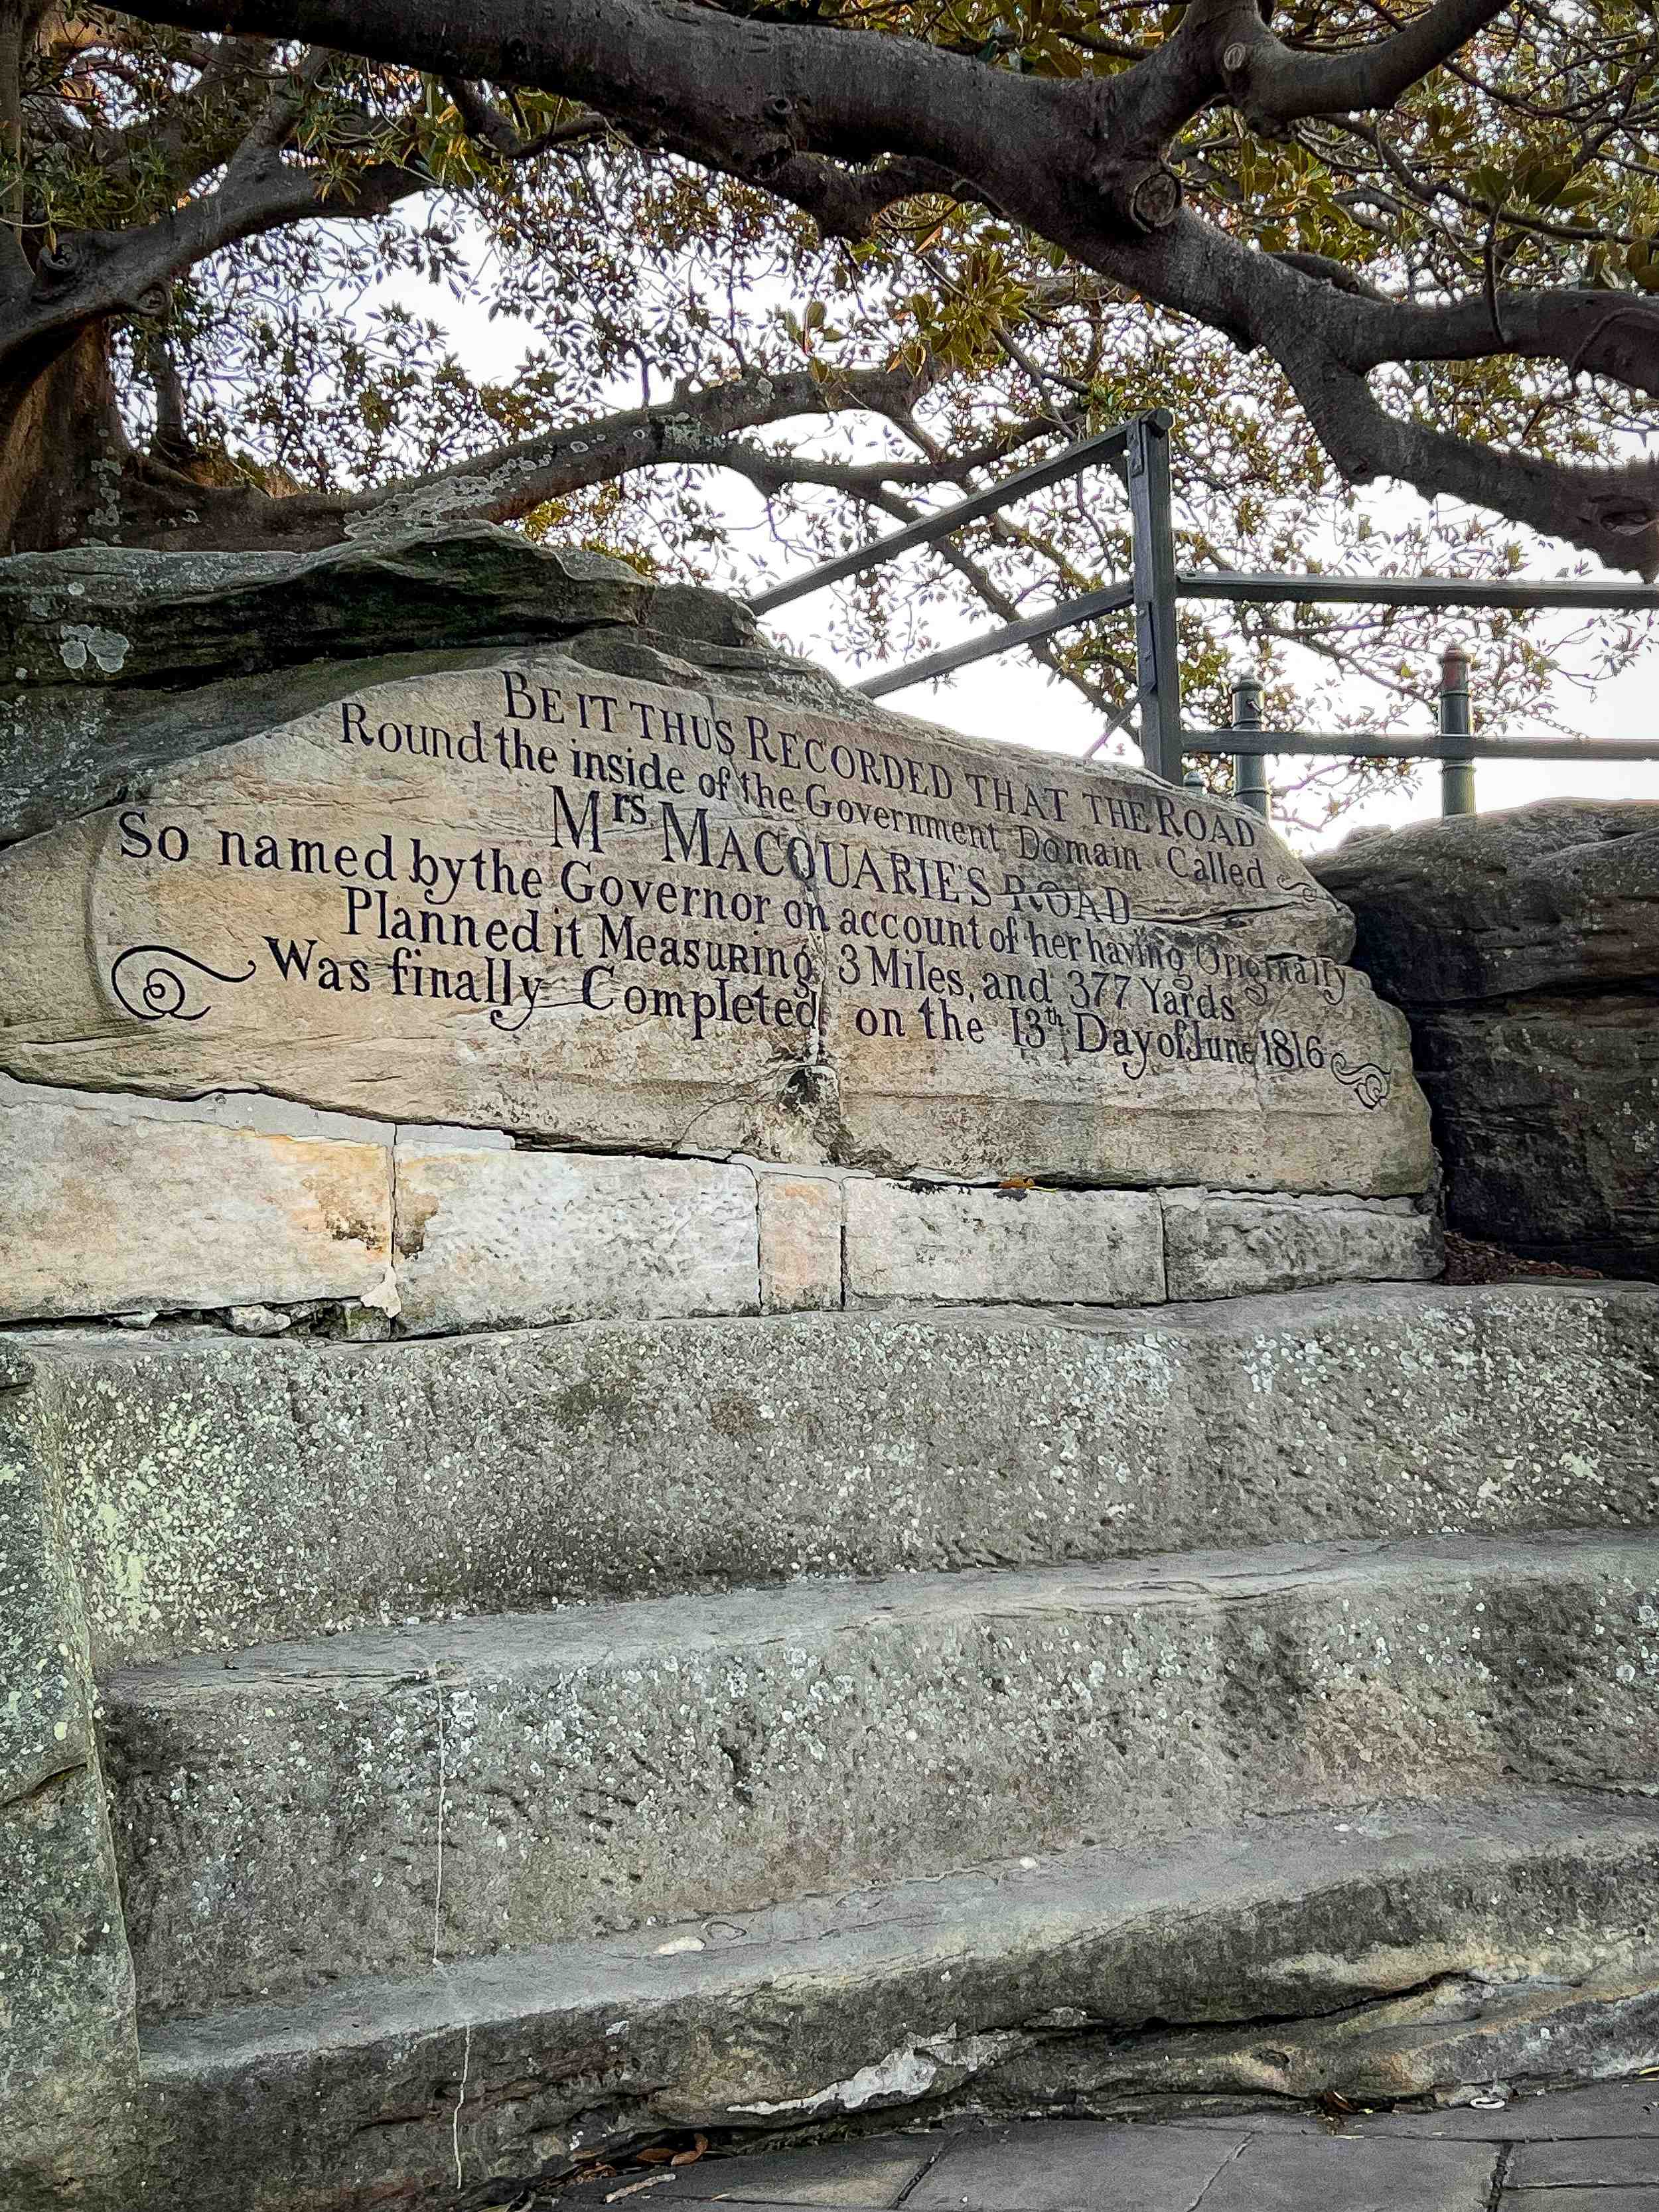 BE IT THUS RECORDED THAT THE ROAD
Round the inside of the Government Domain Called
Mrs MACQUARIE'S ROAD
So named by the Governor on account of her having Originally
Planned it MeasuRing 3 Miles, and 377 Yards
Was finally Completed on the 13th Day of June 1816